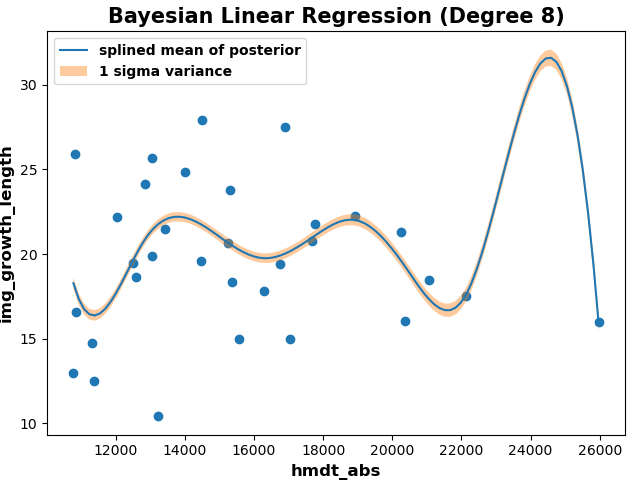 Bayesian Linear Regression (Degree 8)
splined mean of posterior
1 sigma variance
img_growth_length
30
25
20
15
10
12000 14000 16000 18000 20000 22000 24000 26000
hmdt_abs